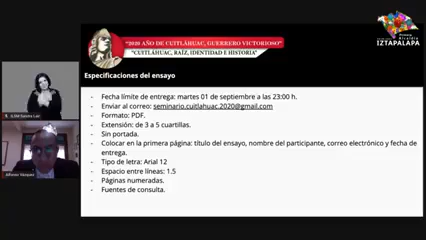 "2020 AÑO DE CUITLÁHUAC, GUERRERO VICTORIOSO"
"CUITLÁHUAC, RAÍZ, IDENTIDAD E HISTORIA"
Alcaldía
IZTAPALAPA
Especificaciones del ensayo
- Fecha límite de entrega: martes 01 de septiembre a las 23:00 h.
- Enviar al correo: seminario.cuitlahuac.2020@gmail.com
- Formato: PDF.
- Extensión: de 3 a 5 cuartillas.
- Sin portada.
- Colocar en la primera página: título del ensayo, nombre del participante, correo electrónico y fecha de
entrega.
- Tipo de letra: Arial 12
- Espacio entre líneas: 1.5
- Páginas numeradas.
- Fuentes de consulta.
Alfonso Vázquez